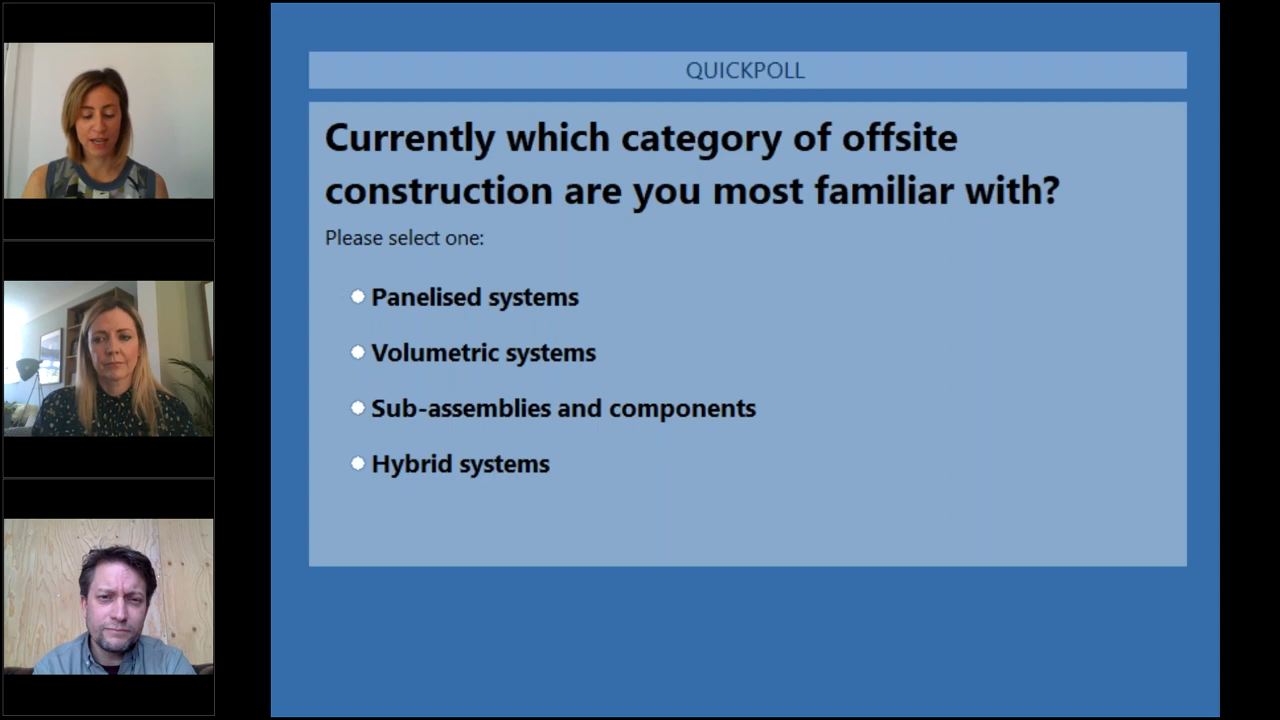 QUICKPOLL
Currently which category of offsite
construction are you most familiar with?
Please select one:
Panelised systems
Volumetric systems
Sub-assemblies and components
Hybrid systems